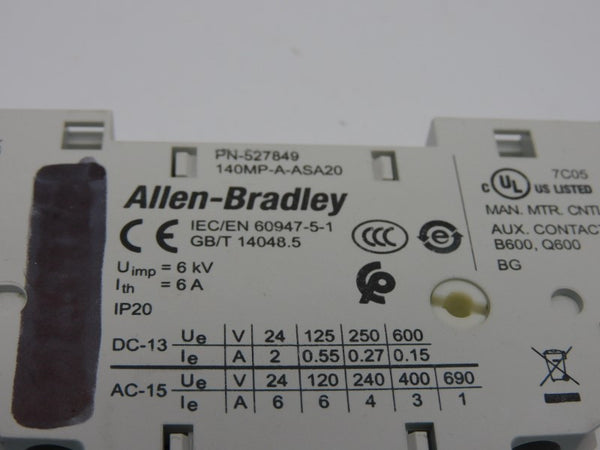 PN-527849
140MP-A-ASA20
Allen-Bradley
CE IEC/EN 60947-5-1
GB/T 14048.5
CCC
e
Uimp = 6 kV
Ith = 6 A
IP20
DC-13 Ue V 24 125 250 600
Ie A 2 0.55 0.27 0.15
AC-15 Ue V 24 120 240 400 690
Ie A 6 6 4 3 1
7C05
C UL US LISTED
MAN. MTR. CNTL
AUX. CONTACT
B600, Q600
BG